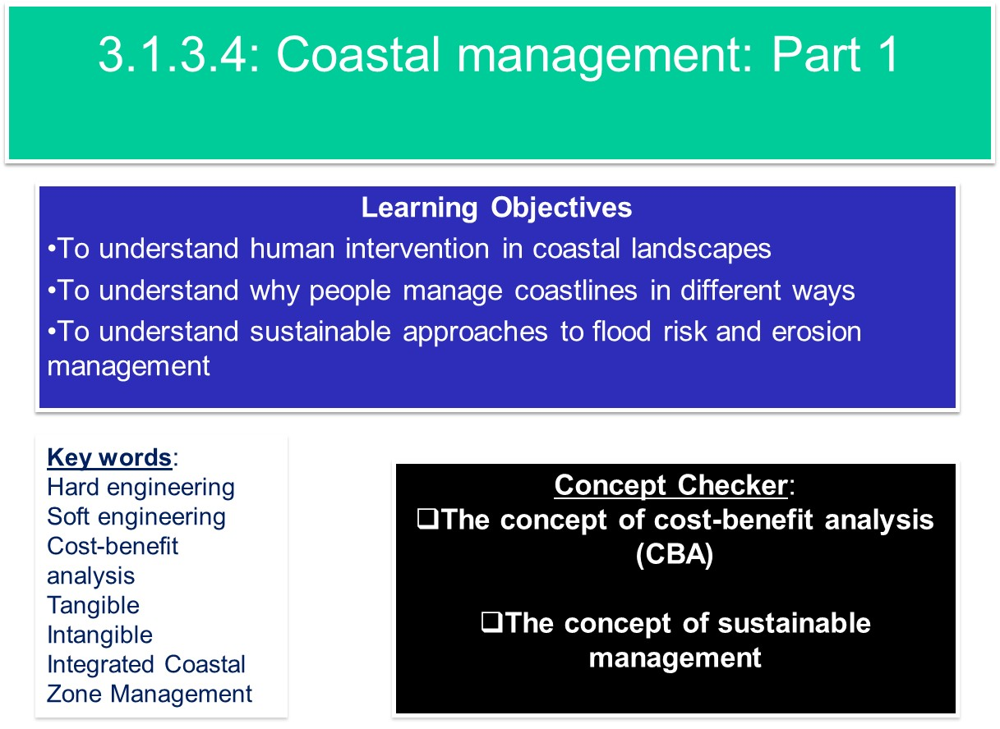 3.1.3.4: Coastal management: Part 1
Learning Objectives
•To understand human intervention in coastal landscapes
•To understand why people manage coastlines in different ways
•To understand sustainable approaches to flood risk and erosion
management
Key words:
Hard engineering
Soft engineering
Cost-benefit
analysis
Tangible
Intangible
Integrated Coastal
Zone Management
Concept Checker:
❑The concept of cost-benefit analysis
(CBA)
❑The concept of sustainable
management